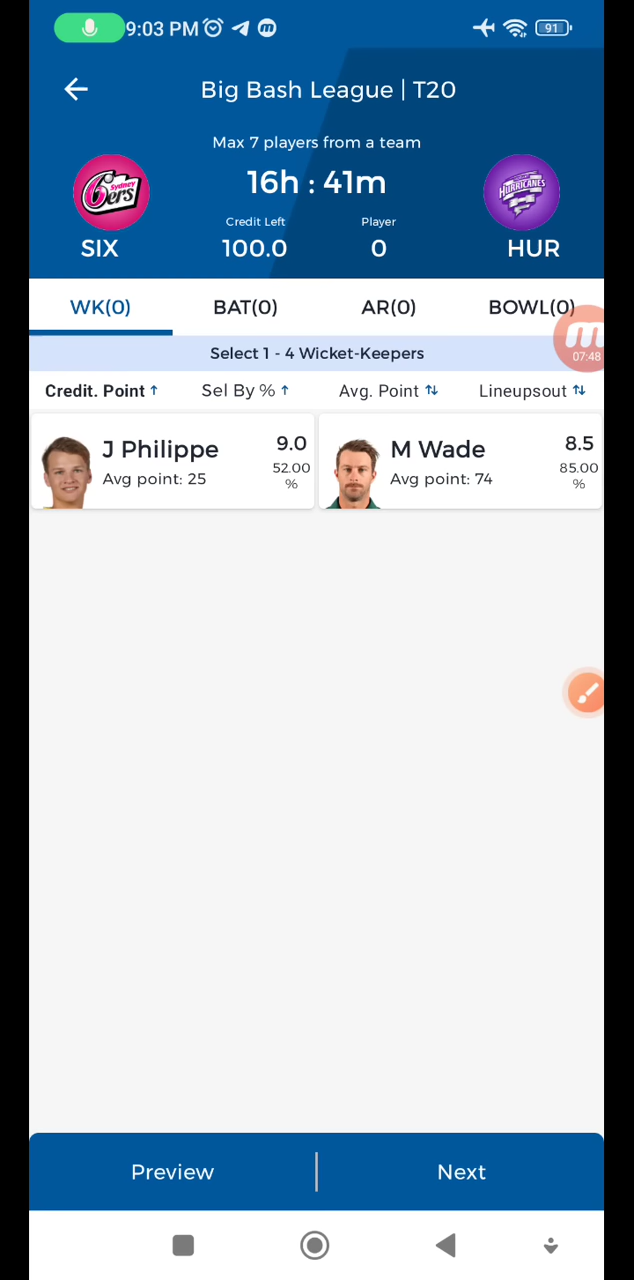 9:03 PM
91
Big Bash League | T20
Max 7 players from a team
Sydney
6ers
16h : 41m
HURRICANES
Credit Left
Player
SIX
100.0
0
HUR
WK(0)
BAT(0)
AR(0)
BOWL(0)
07:48
Select 1 - 4 Wicket-Keepers
Credit. Point ↑
Sel By % ↑
Avg. Point ↑↓
Lineupsout ↑↓
J Philippe
9.0
Avg point: 25
52.00
%
M Wade
8.5
Avg point: 74
85.00
%
Preview
Next